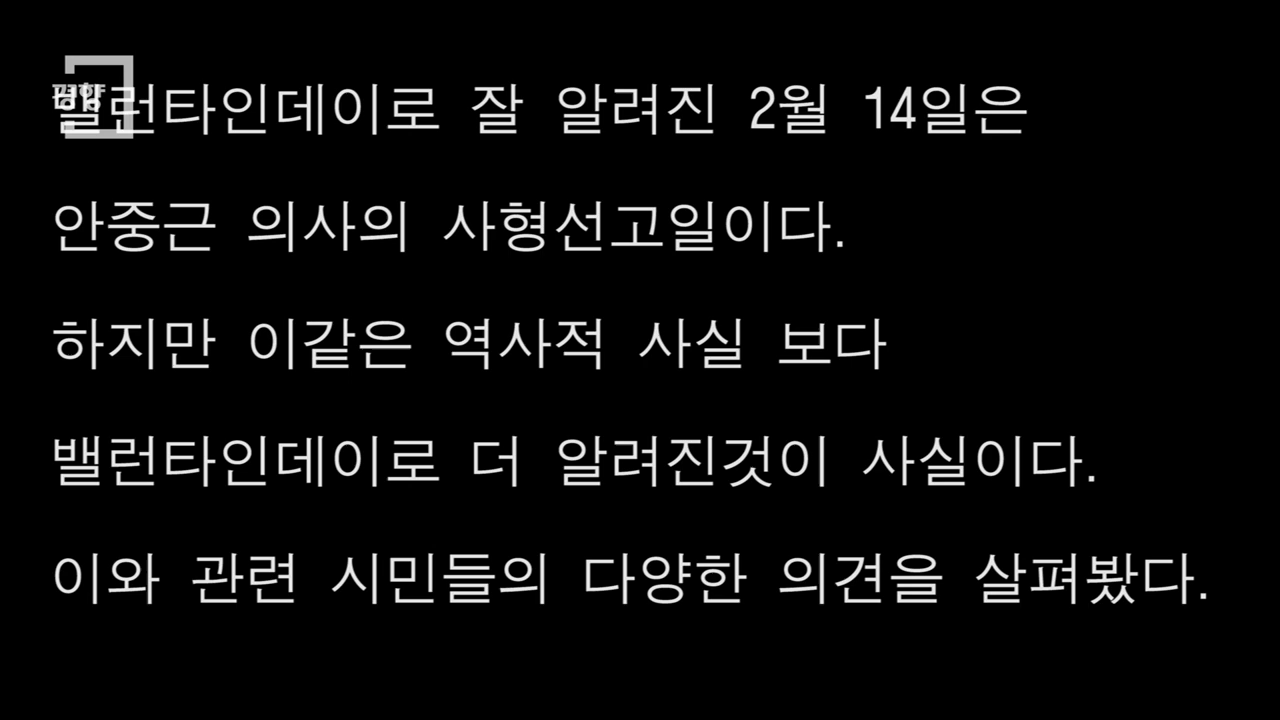 밸런타인데이로 잘 알려진 2월 14일은
안중근 의사의 사형선고일이다.
하지만 이같은 역사적 사실 보다
밸런타인데이로 더 알려진것이 사실이다.
이와 관련 시민들의 다양한 의견을 살펴봤다.